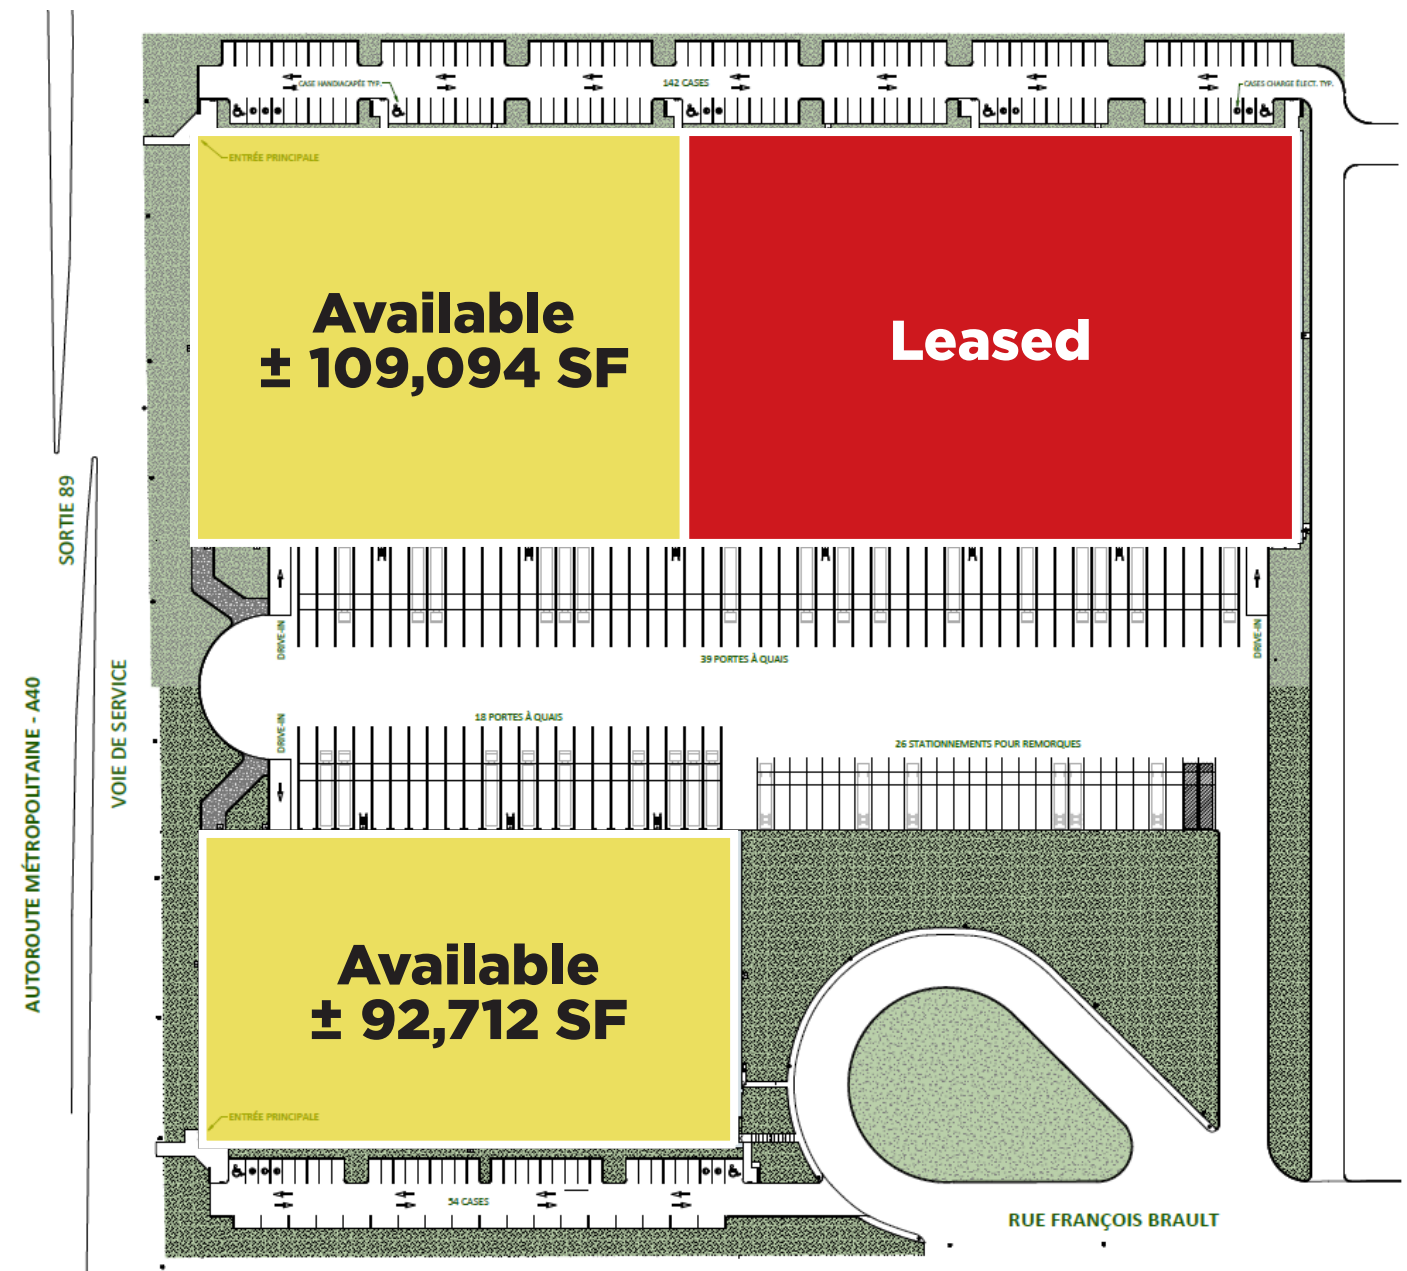 CASE HANDIACAPÉE TYP.
142 CASES
CASES CHARGE ÉLECT. TYP.
ENTRÉE PRINCIPALE
Available
± 109,094 SF
Leased
SORTIE 89
DRIVE-IN
DRIVE-IN
39 PORTES À QUAIS
AUTOROUTE MÉTROPOLITAINE - A40
VOIE DE SERVICE
DRIVE-IN
18 PORTES À QUAIS
26 STATIONNEMENTS POUR REMORQUES
Available
± 92,712 SF
ENTRÉE PRINCIPALE
54 CASES
RUE FRANÇOIS BRAULT